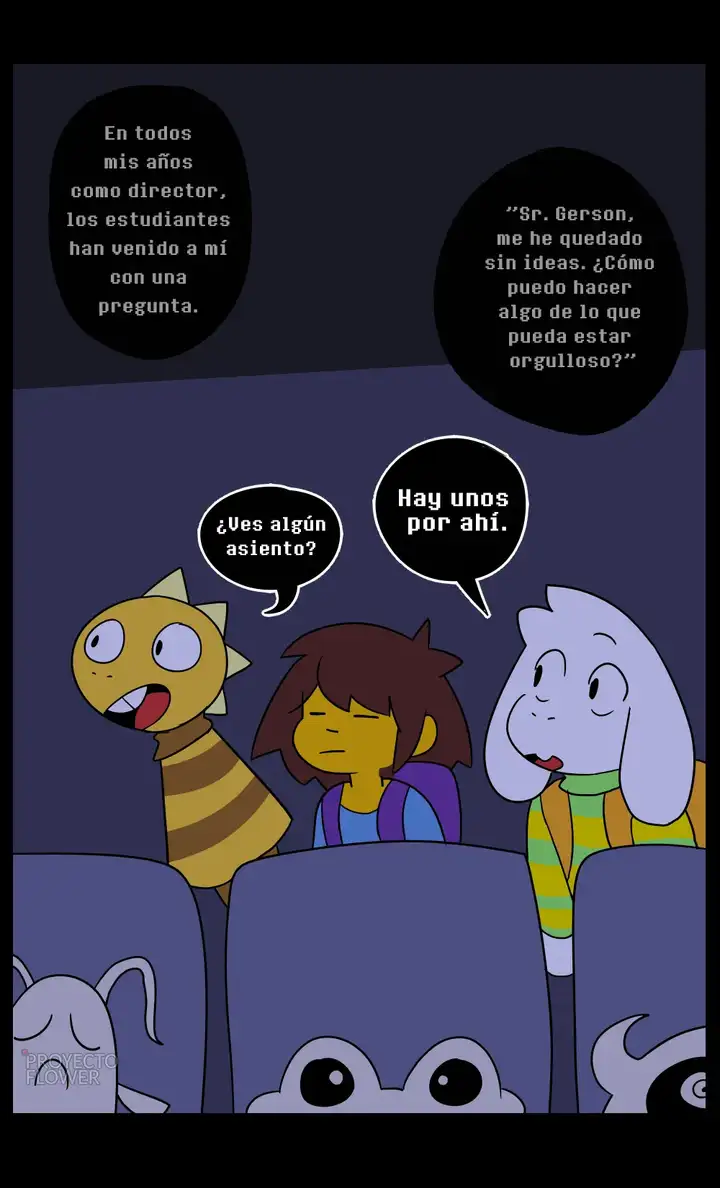 En todos
mis años
como director,
los estudiantes
han venido a mí
con una
pregunta.
"Sr. Gerson,
me he quedado
sin ideas. ¿Cómo
puedo hacer
algo de lo que
pueda estar
orgulloso?"
¿Ves algún
asiento?
Hay unos
por ahí.
PROYECTO
FLOWER